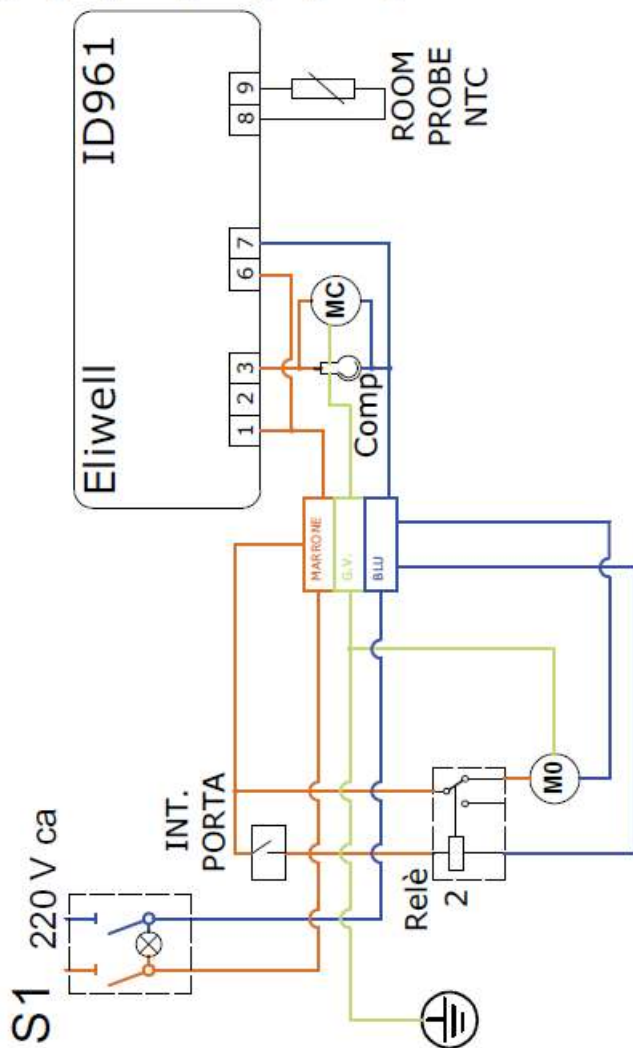 S1
220 V ca
INT.
PORTA
Relè
2
M0
MARRONE
G.V.
BLU
Comp
MC
Eliwell
ID961
1
2
3
6
7
8
9
ROOM
PROBE
NTC